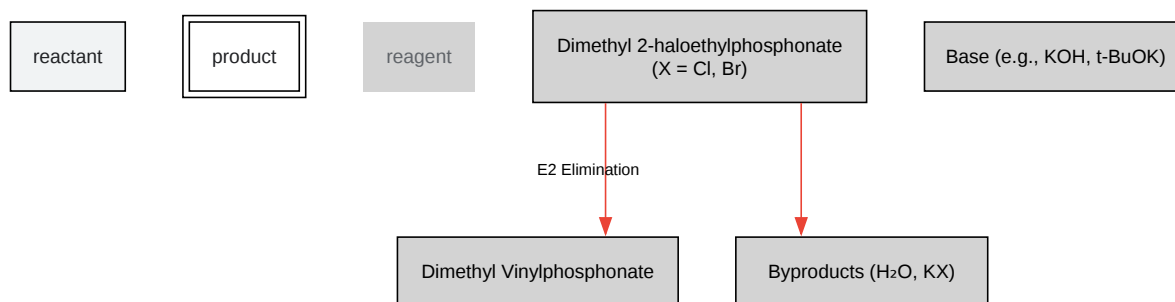 reactant
product
reagent
Dimethyl 2-haloethylphosphonate
(X = Cl, Br)
Base (e.g., KOH, t-BuOK)
E2 Elimination
Dimethyl Vinylphosphonate
Byproducts (H₂O, KX)